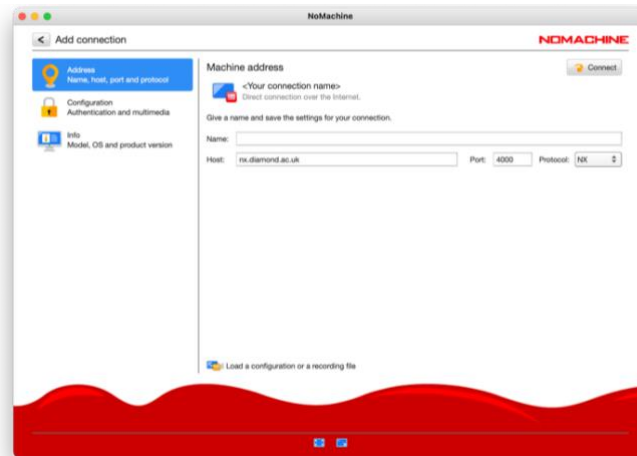 NoMachine
Add connection
NOMACHINE
Address
Name, host, port and protocol
Configuration
Authentication and multimedia
Info
Model, OS and product version
Machine address
Connect
<Your connection name>
Direct connection over the Internet.
Give a name and save the settings for your connection.
Name:
Host: nx.diamond.ac.uk Port: 4000 Protocol: NX
Load a configuration or a recording file